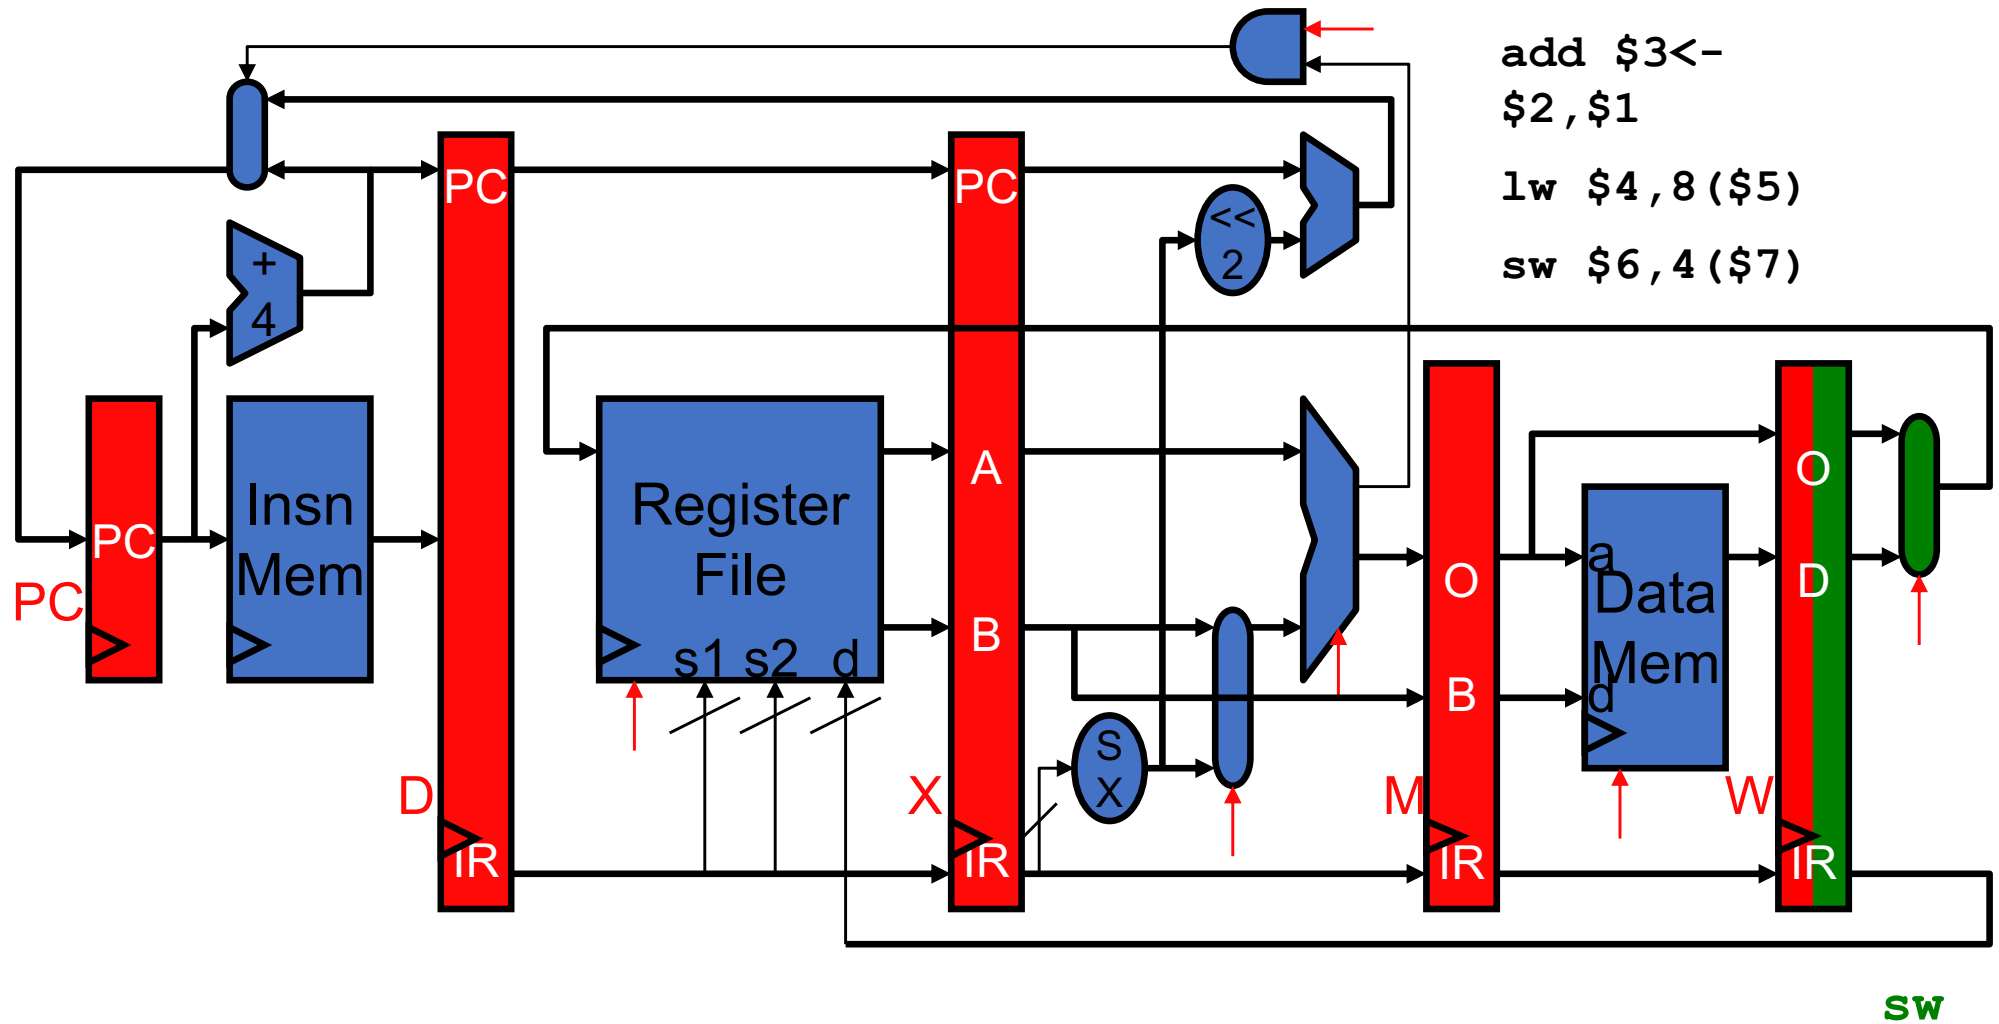 add $3<-
$2,$1
lw $4,8($5)
sw $6,4($7)
PC
PC
<<
2
+
4
PC
PC
Insn
Mem
D
IR
Register
File
s1 s2 d
A
B
X
IR
S
X
O
B
M
IR
a
Data
Mem
d
O
D
W
IR
sw